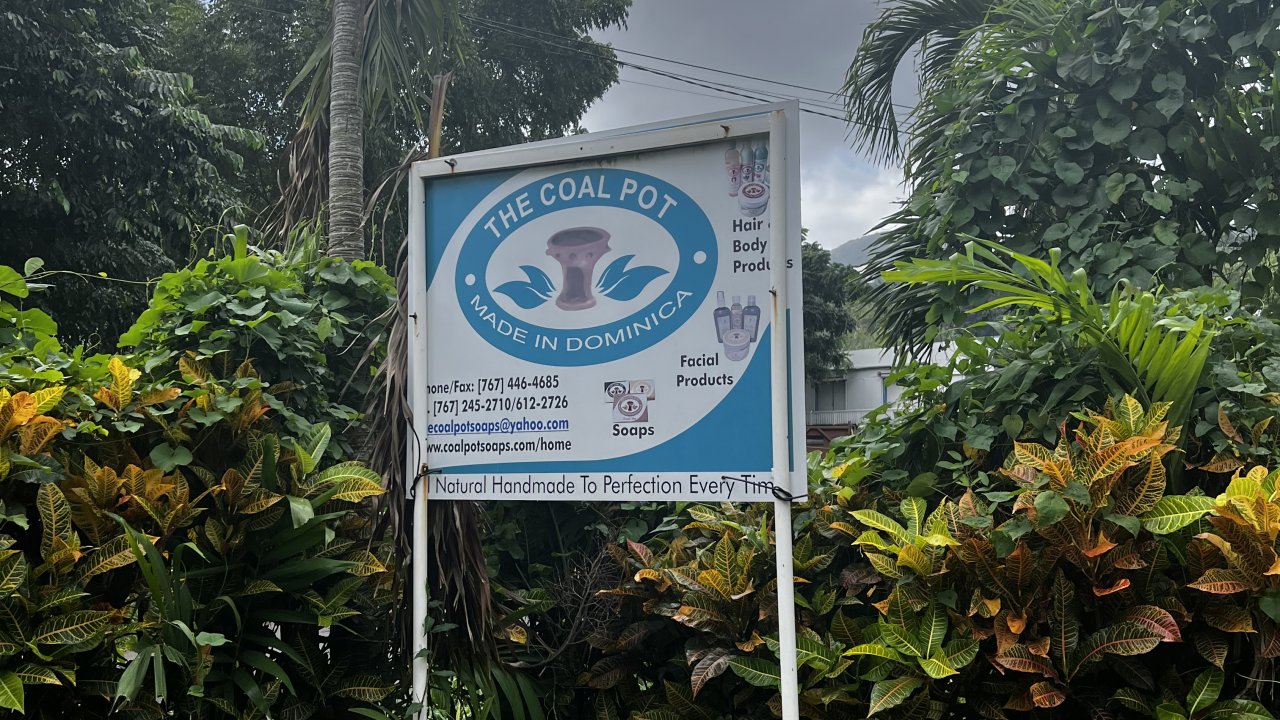 THE COAL POT
MADE IN DOMINICA
Hair
Body
Products
Facial
Products
Soaps
hone/Fax: [767] 446-4685
. [767] 245-2710/612-2726
ecoalpotsoaps@yahoo.com
ww.coalpotsoaps.com/home
Natural Handmade To Perfection Every Tim